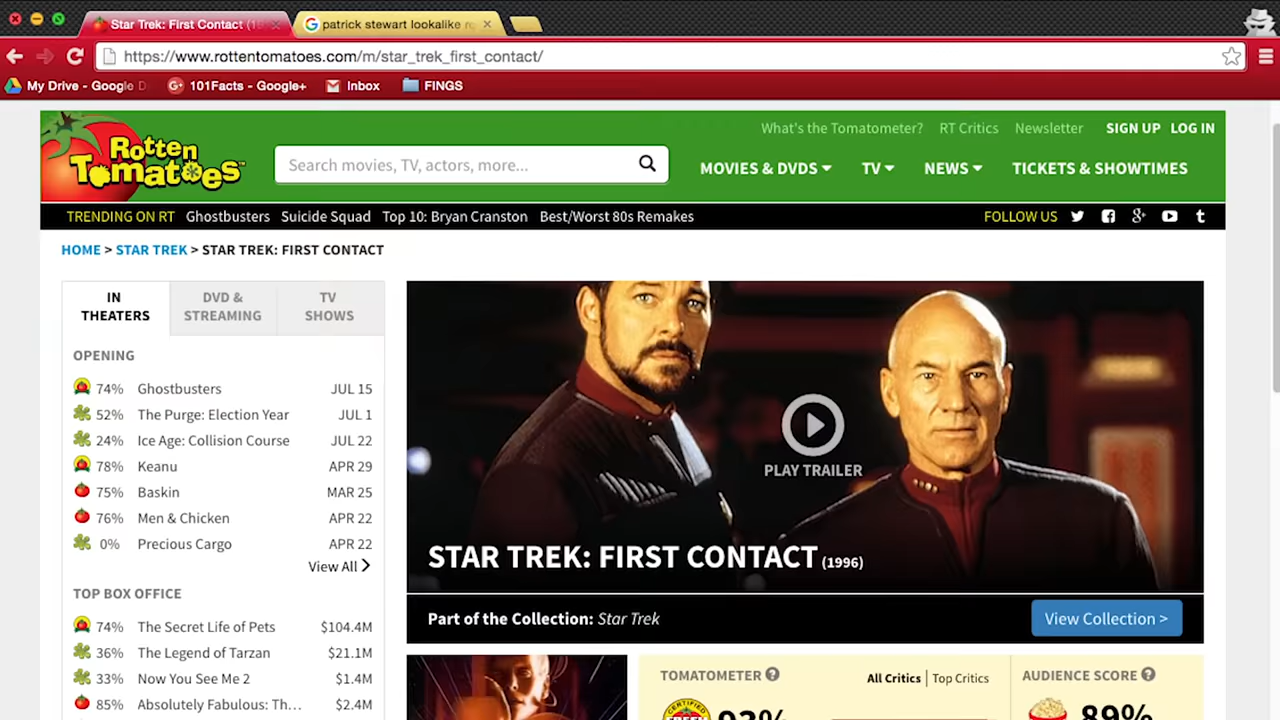 Star Trek: First Contact (19
patrick stewart lookalike ro
https://www.rottentomatoes.com/m/star_trek_first_contact/
My Drive - Google D
101Facts - Google+
Inbox
FINGS
Rotten Tomatoes™
Search movies, TV, actors, more...
What's the Tomatometer? RT Critics Newsletter SIGN UP LOG IN
MOVIES & DVDS TV NEWS TICKETS & SHOWTIMES
TRENDING ON RT Ghostbusters Suicide Squad Top 10: Bryan Cranston Best/Worst 80s Remakes
FOLLOW US
HOME > STAR TREK > STAR TREK: FIRST CONTACT
IN THEATERS
DVD & STREAMING
TV SHOWS
OPENING
74% Ghostbusters JUL 15
52% The Purge: Election Year JUL 1
24% Ice Age: Collision Course JUL 22
78% Keanu APR 29
75% Baskin MAR 25
76% Men & Chicken APR 22
0% Precious Cargo APR 22
View All
TOP BOX OFFICE
74% The Secret Life of Pets $104.4M
36% The Legend of Tarzan $21.1M
33% Now You See Me 2 $1.4M
85% Absolutely Fabulous: Th... $2.4M
PLAY TRAILER
STAR TREK: FIRST CONTACT (1996)
Part of the Collection: Star Trek
View Collection >
TOMATOMETER
All Critics | Top Critics
AUDIENCE SCORE
CERTIFIED
89%